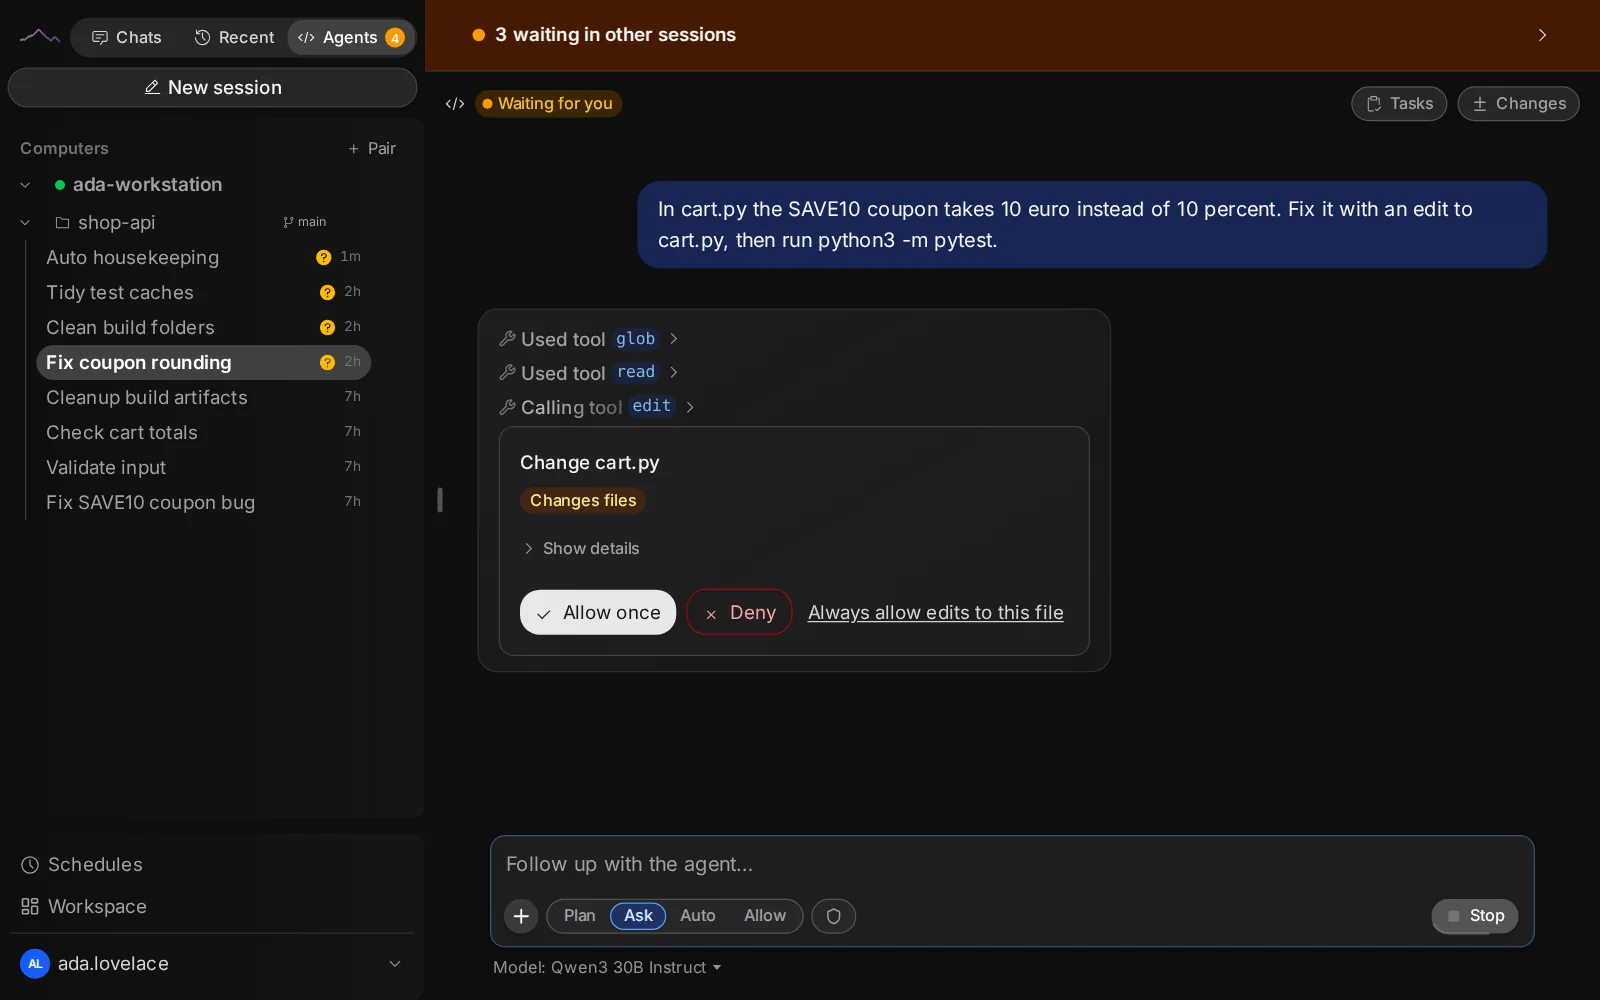 Chats
Recent
Agents 4
New session
Computers
+ Pair
ada-workstation
shop-api
main
Auto housekeeping ? 1m
Tidy test caches ? 2h
Clean build folders ? 2h
Fix coupon rounding ? 2h
Cleanup build artifacts 7h
Check cart totals 7h
Validate input 7h
Fix SAVE10 coupon bug 7h
Schedules
Workspace
AL ada.lovelace
3 waiting in other sessions
</> Waiting for you
Tasks
Changes
In cart.py the SAVE10 coupon takes 10 euro instead of 10 percent. Fix it with an edit to
cart.py, then run python3 -m pytest.
Used tool glob
Used tool read
Calling tool edit
Change cart.py
Changes files
Show details
Allow once
Deny
Always allow edits to this file
Follow up with the agent...
Plan Ask Auto Allow
Stop
Model: Qwen3 30B Instruct